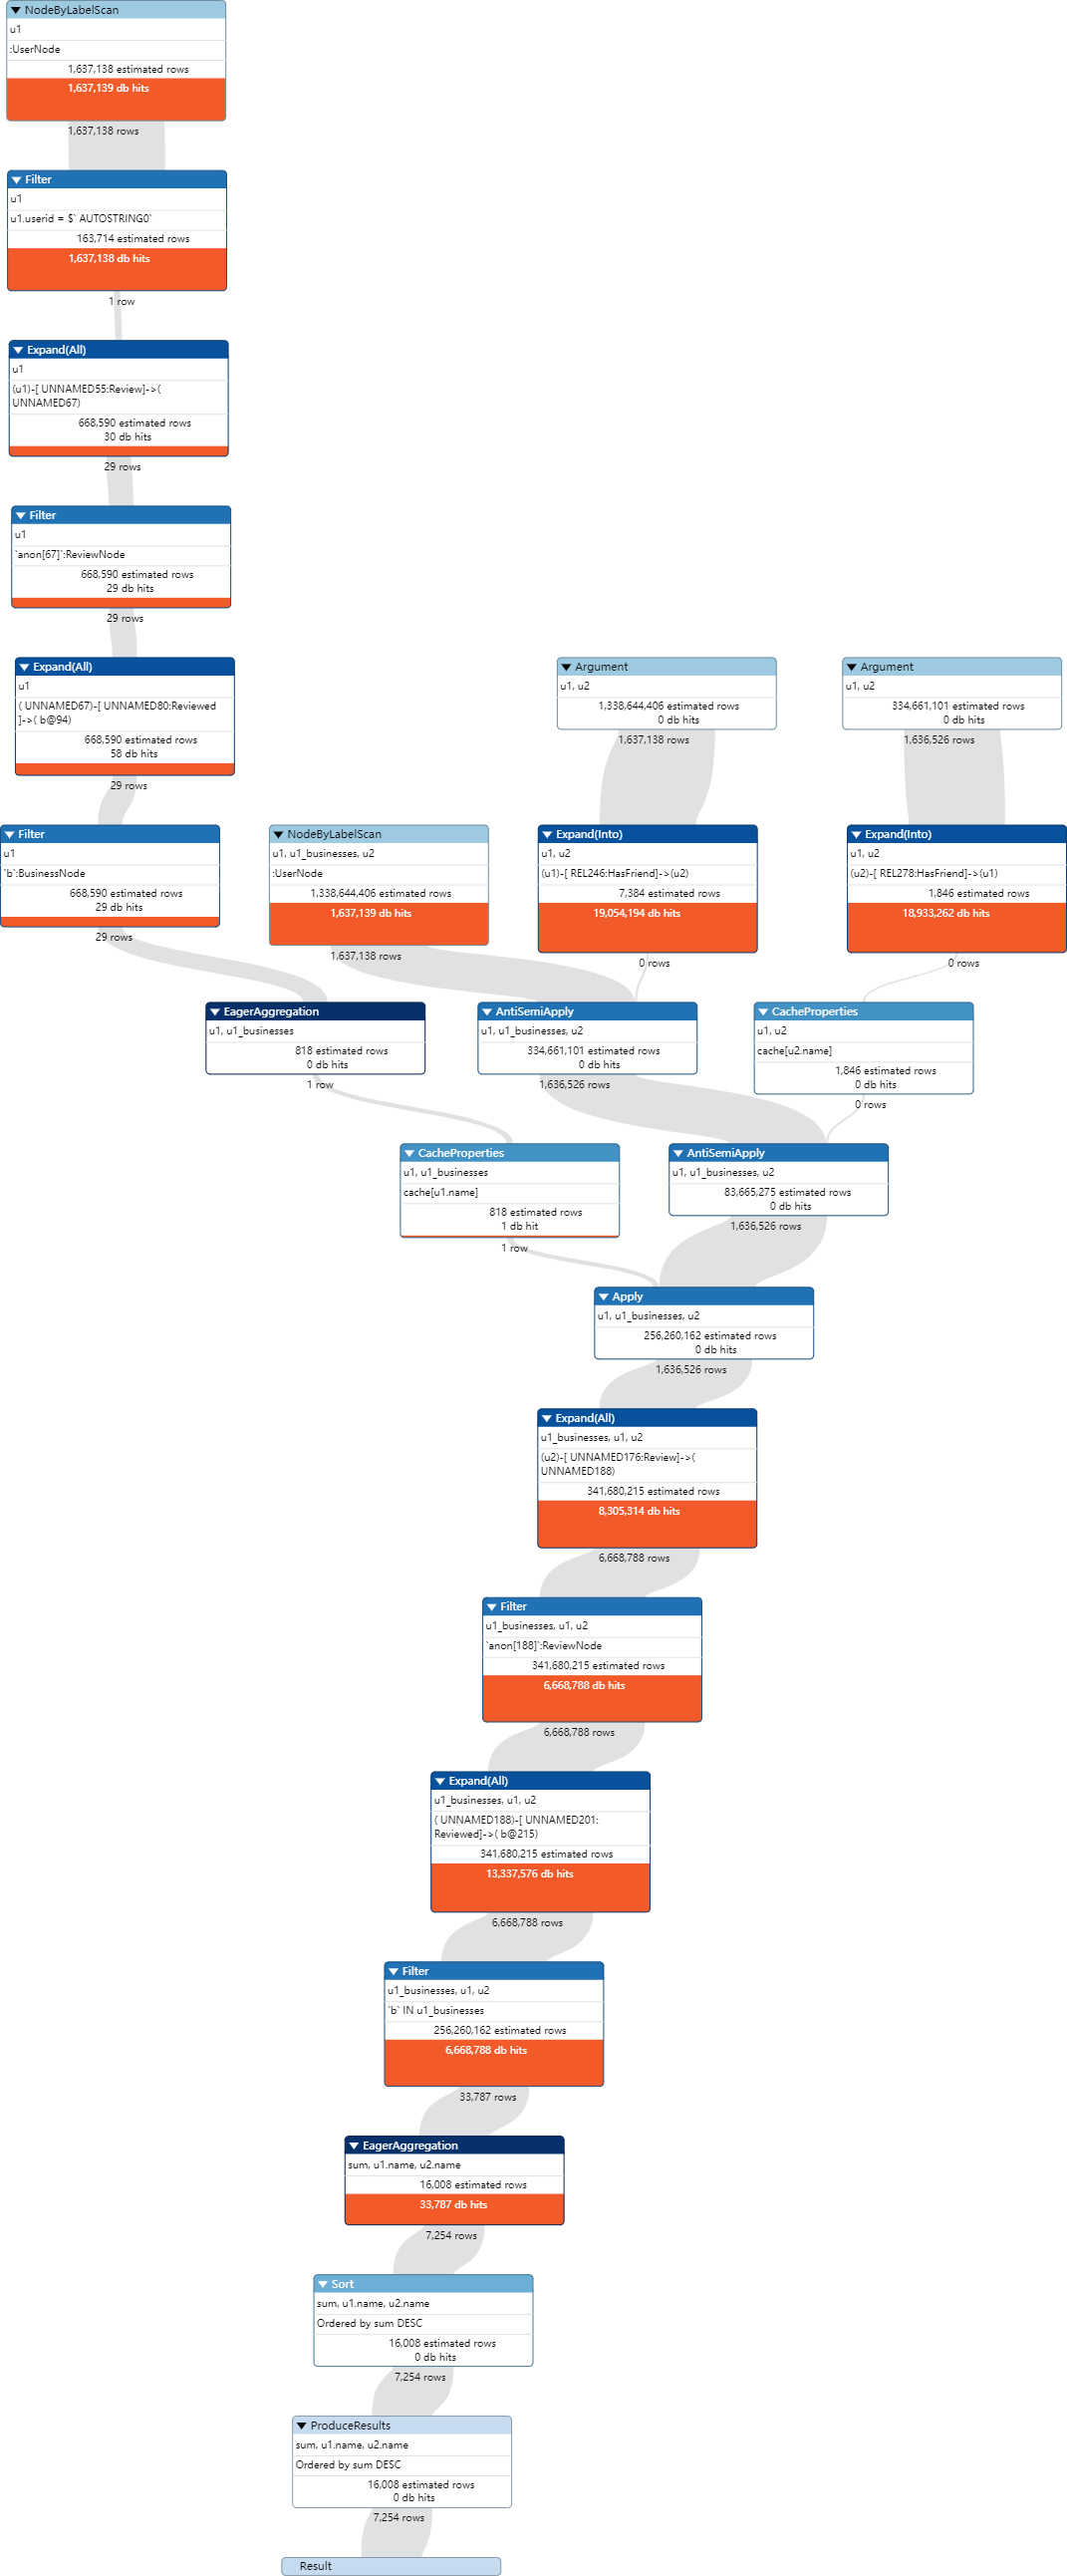 NodeByLabelScan
u1
:UserNode
1,637,138 estimated rows
1,637,139 db hits
1,637,138 rows
Filter
u1
u1.userid = $` AUTOSTRING0`
163,714 estimated rows
1,637,138 db hits
1 row
Expand(All)
u1
(u1)-[ UNNAMED55:Review]->(
UNNAMED67)
668,590 estimated rows
30 db hits
29 rows
Filter
u1
`anon[67]`:ReviewNode
668,590 estimated rows
29 db hits
29 rows
Expand(All)
u1
( UNNAMED67)-[ UNNAMED80:Reviewed
]->( b@94)
668,590 estimated rows
58 db hits
29 rows
Argument
u1, u2
1,338,644,406 estimated rows
0 db hits
1,637,138 rows
Argument
u1, u2
334,661,101 estimated rows
0 db hits
1,636,526 rows
Filter
u1
`b`:BusinessNode
668,590 estimated rows
29 db hits
29 rows
NodeByLabelScan
u1, u1_businesses, u2
:UserNode
1,338,644,406 estimated rows
1,637,139 db hits
1,637,138 rows
Expand(Into)
u1, u2
(u1)-[ REL246:HasFriend]->(u2)
7,384 estimated rows
19,054,194 db hits
0 rows
Expand(Into)
u1, u2
(u2)-[ REL278:HasFriend]->(u1)
1,846 estimated rows
18,933,262 db hits
0 rows
EagerAggregation
u1, u1_businesses
818 estimated rows
0 db hits
1 row
AntiSemiApply
u1, u1_businesses, u2
334,661,101 estimated rows
0 db hits
1,636,526 rows
CacheProperties
u1, u2
cache[u2.name]
1,846 estimated rows
0 db hits
0 rows
CacheProperties
u1, u1_businesses
cache[u1.name]
818 estimated rows
1 db hit
1 row
AntiSemiApply
u1, u1_businesses, u2
83,665,275 estimated rows
0 db hits
1,636,526 rows
Apply
u1, u1_businesses, u2
256,260,162 estimated rows
0 db hits
1,636,526 rows
Expand(All)
u1_businesses, u1, u2
(u2)-[ UNNAMED176:Review]->(
UNNAMED188)
341,680,215 estimated rows
8,305,314 db hits
6,668,788 rows
Filter
u1_businesses, u1, u2
`anon[188]`:ReviewNode
341,680,215 estimated rows
6,668,788 db hits
6,668,788 rows
Expand(All)
u1_businesses, u1, u2
( UNNAMED188)-[ UNNAMED201:
Reviewed]->( b@215)
341,680,215 estimated rows
13,337,576 db hits
6,668,788 rows
Filter
u1_businesses, u1, u2
`b` IN u1_businesses
256,260,162 estimated rows
6,668,788 db hits
33,787 rows
EagerAggregation
sum, u1.name, u2.name
16,008 estimated rows
33,787 db hits
7,254 rows
Sort
sum, u1.name, u2.name
Ordered by sum DESC
16,008 estimated rows
0 db hits
7,254 rows
ProduceResults
sum, u1.name, u2.name
Ordered by sum DESC
16,008 estimated rows
0 db hits
7,254 rows
Result